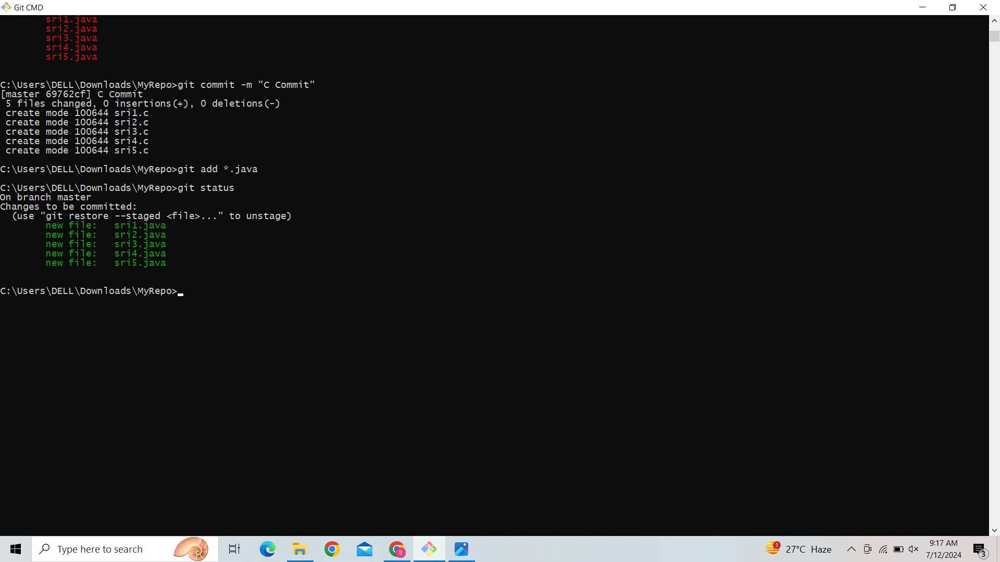 Git CMD
sri1.java
sri2.java
sri3.java
sri4.java
sri5.java
C:\Users\DELL\Downloads\MyRepo>git commit -m "C Commit"
[master 69762cf] C Commit
5 files changed, 0 insertions(+), 0 deletions(-)
create mode 100644 sri1.c
create mode 100644 sri2.c
create mode 100644 sri3.c
create mode 100644 sri4.c
create mode 100644 sri5.c
C:\Users\DELL\Downloads\MyRepo>git add *.java
C:\Users\DELL\Downloads\MyRepo>git status
On branch master
Changes to be committed:
(use "git restore --staged <file>..." to unstage)
new file:   sri1.java
new file:   sri2.java
new file:   sri3.java
new file:   sri4.java
new file:   sri5.java
C:\Users\DELL\Downloads\MyRepo>
Type here to search
S
1
27°C Haze
9:17 AM
7/12/2024
3